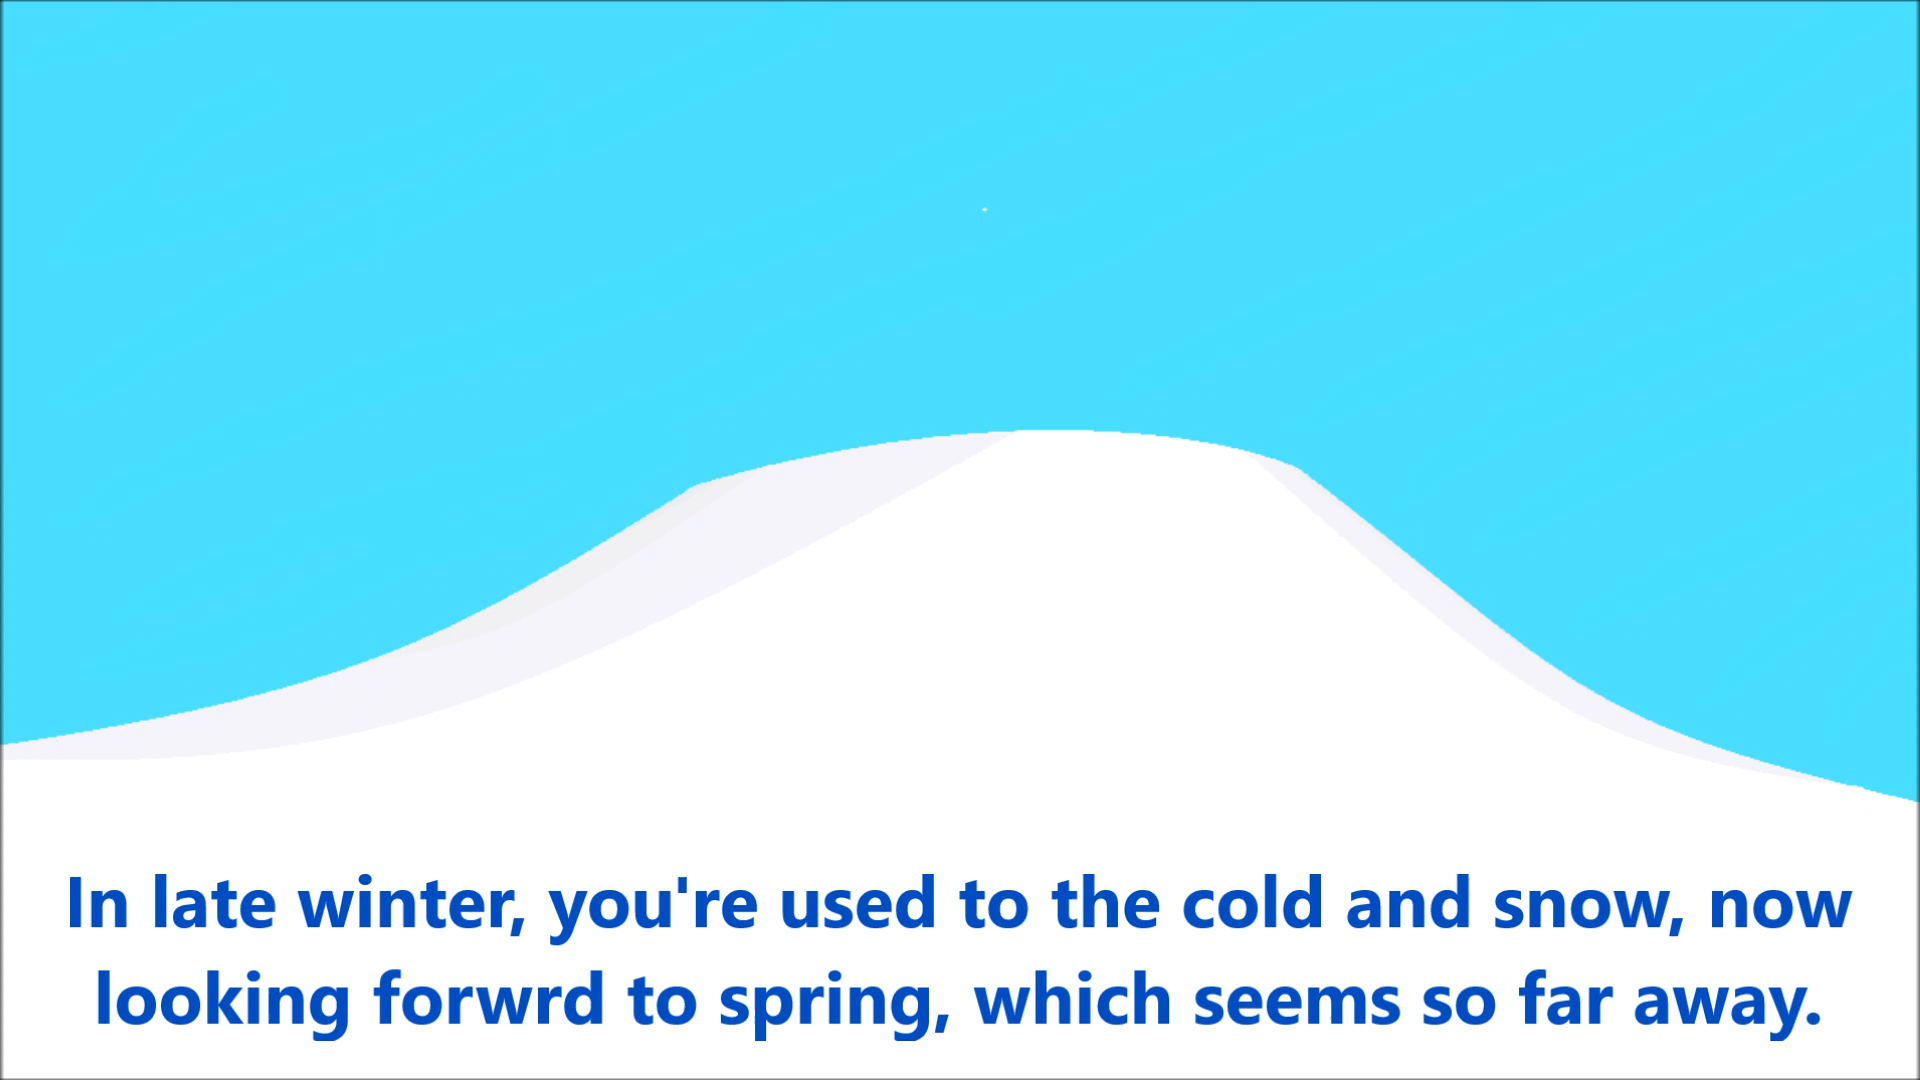 In late winter, you're used to the cold and snow, now
looking forwrd to spring, which seems so far away.